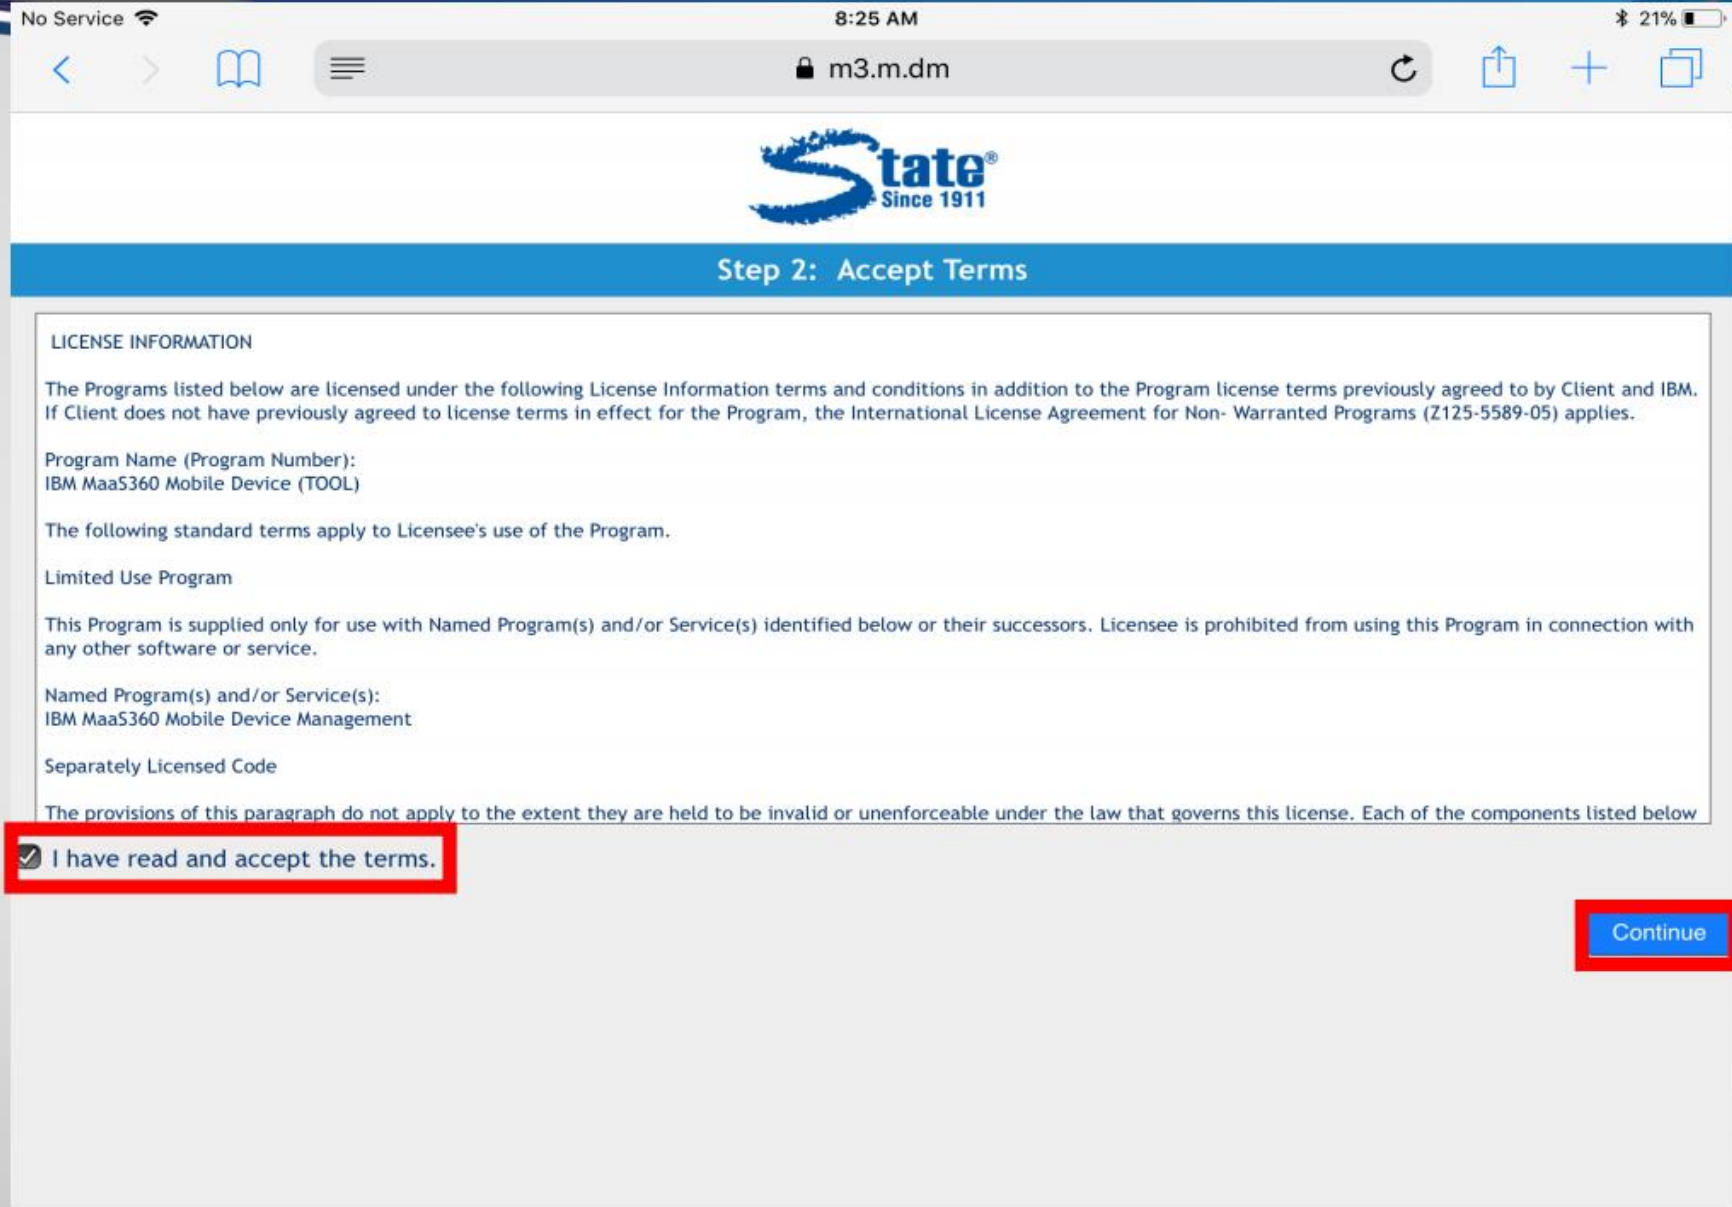 No Service
8:25 AM
21%
m3.m.dm
State®
Since 1911
Step 2: Accept Terms
LICENSE INFORMATION
The Programs listed below are licensed under the following License Information terms and conditions in addition to the Program license terms previously agreed to by Client and IBM.
If Client does not have previously agreed to license terms in effect for the Program, the International License Agreement for Non- Warranted Programs (Z125-5589-05) applies.
Program Name (Program Number):
IBM MaaS360 Mobile Device (TOOL)
The following standard terms apply to Licensee's use of the Program.
Limited Use Program
This Program is supplied only for use with Named Program(s) and/or Service(s) identified below or their successors. Licensee is prohibited from using this Program in connection with
any other software or service.
Named Program(s) and/or Service(s):
IBM MaaS360 Mobile Device Management
Separately Licensed Code
The provisions of this paragraph do not apply to the extent they are held to be invalid or unenforceable under the law that governs this license. Each of the components listed below
I have read and accept the terms.
Continue